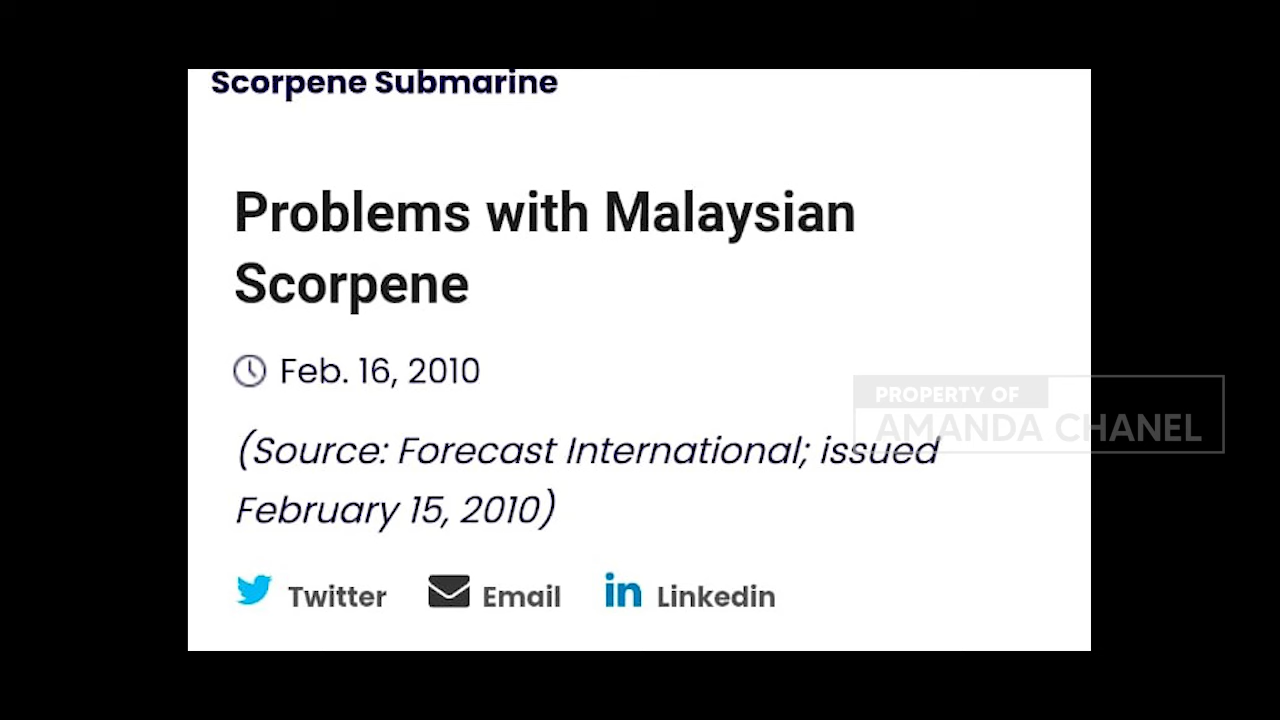 Scorpene Submarine
Problems with Malaysian
Scorpene
Feb. 16, 2010
(Source: Forecast International; issued
February 15, 2010)
Twitter Email Linkedin
PROPERTY OF
AMANDA CHANEL